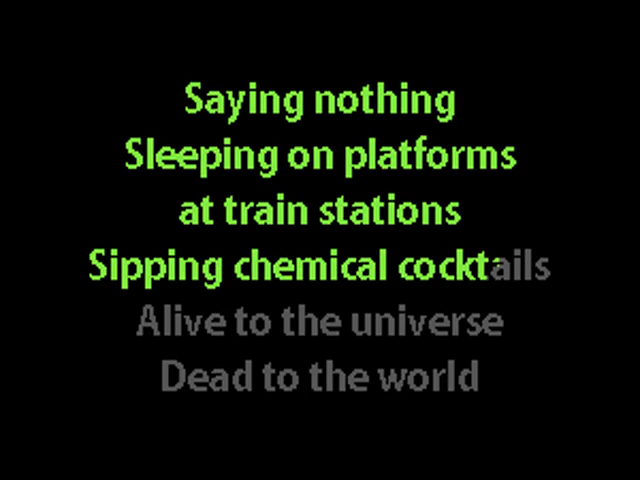 Saying nothing
Sleeping on platforms
at train stations
Sipping chemical cocktails
Alive to the universe
Dead to the world